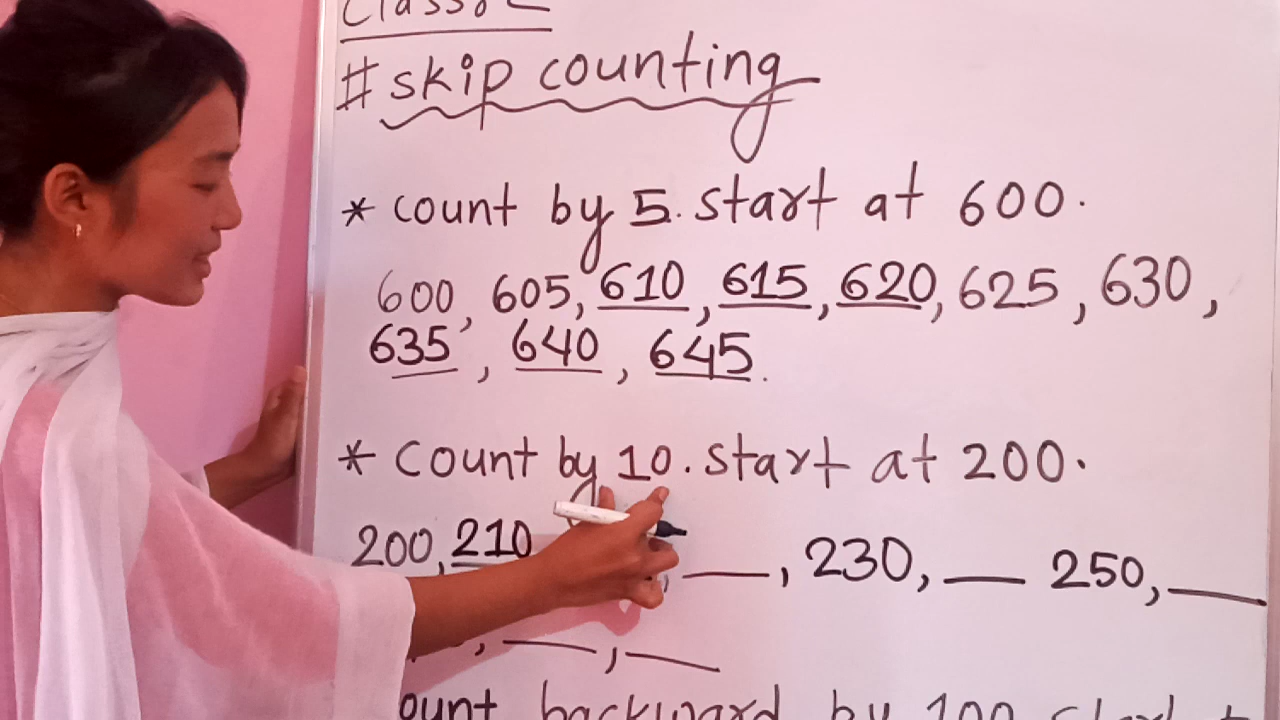 Class: 2
# skip counting
* count by 5. start at 600.
600, 605, 610, 615, 620, 625, 630,
635, 640, 645.
* count by 10. start at 200.
200, 210 , ___, 230, ___ 250, ___
, ___, ___
ount backward by 100 start